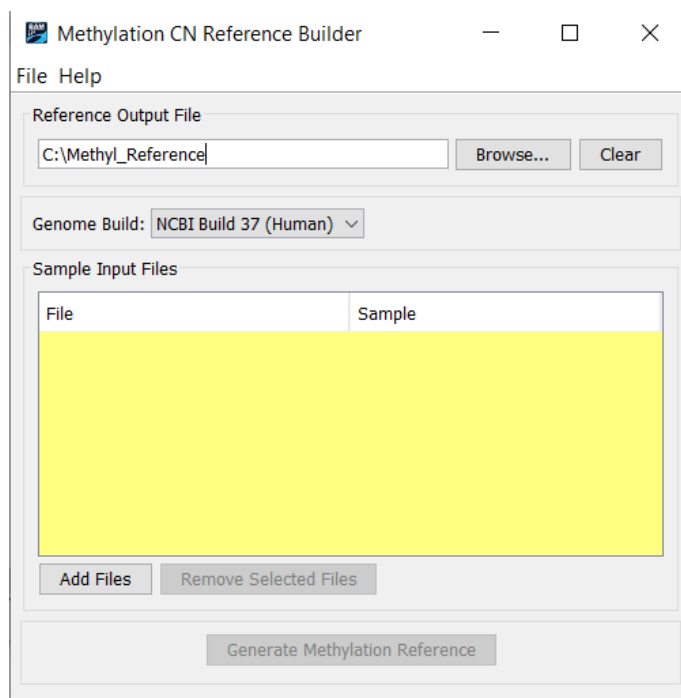 Methylation CN Reference Builder
File Help
Reference Output File
C:\Methyl_Reference Browse... Clear
Genome Build: NCBI Build 37 (Human)
Sample Input Files
File Sample
Add Files Remove Selected Files
Generate Methylation Reference